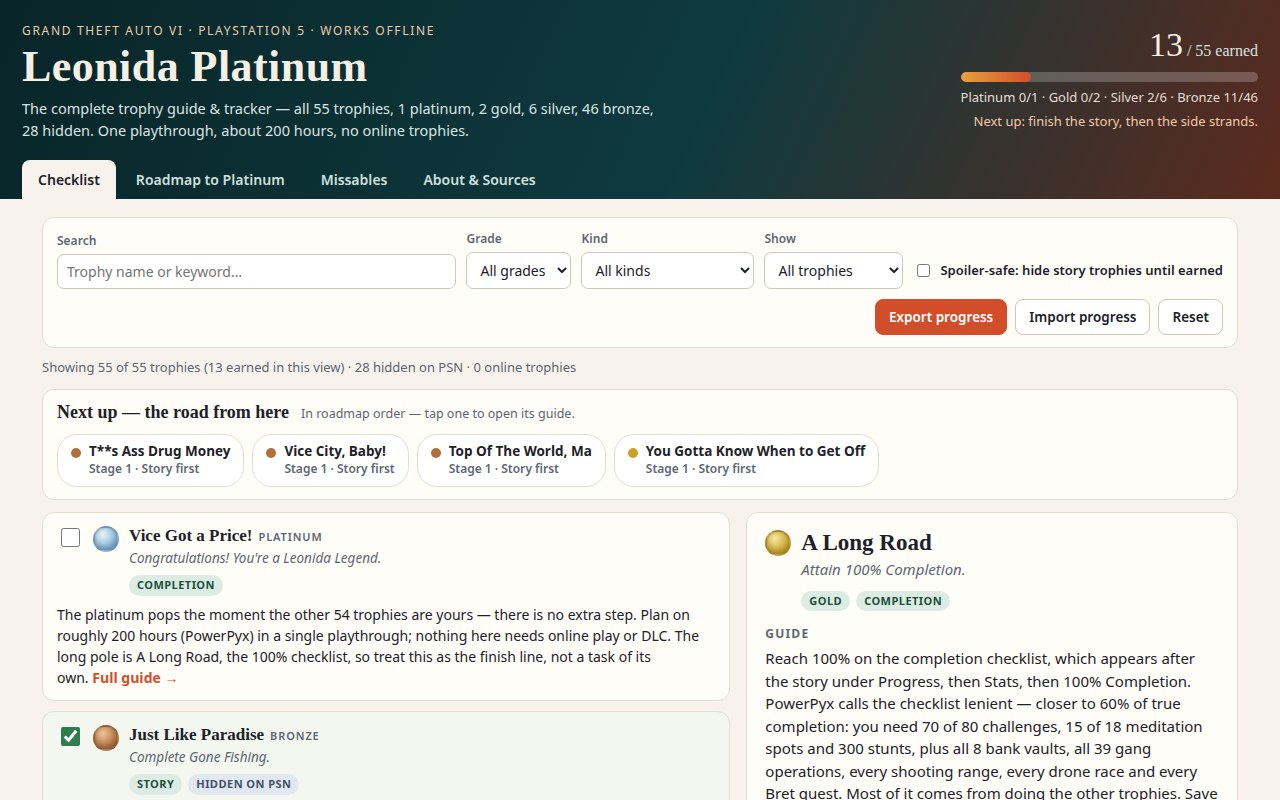 GRAND THEFT AUTO VI · PLAYSTATION 5 · WORKS OFFLINE
Leonida Platinum
The complete trophy guide & tracker — all 55 trophies, 1 platinum, 2 gold, 6 silver, 46 bronze,
28 hidden. One playthrough, about 200 hours, no online trophies.
13 / 55 earned
Platinum 0/1 · Gold 0/2 · Silver 2/6 · Bronze 11/46
Next up: finish the story, then the side strands.
Checklist
Roadmap to Platinum
Missables
About & Sources
Search
Trophy name or keyword...
Grade
All grades
Kind
All kinds
Show
All trophies
Spoiler-safe: hide story trophies until earned
Export progress
Import progress
Reset
Showing 55 of 55 trophies (13 earned in this view) · 28 hidden on PSN · 0 online trophies
Next up — the road from here
In roadmap order — tap one to open its guide.
T**s Ass Drug Money
Stage 1 · Story first
Vice City, Baby!
Stage 1 · Story first
Top Of The World, Ma
Stage 1 · Story first
You Gotta Know When to Get Off
Stage 1 · Story first
Vice Got a Price! PLATINUM
Congratulations! You're a Leonida Legend.
COMPLETION
The platinum pops the moment the other 54 trophies are yours — there is no extra step. Plan on
roughly 200 hours (PowerPyx) in a single playthrough; nothing here needs online play or DLC. The
long pole is A Long Road, the 100% checklist, so treat this as the finish line, not a task of its
own. Full guide →
Just Like Paradise BRONZE
Complete Gone Fishing.
STORY
HIDDEN ON PSN
A Long Road
Attain 100% Completion.
GOLD
COMPLETION
GUIDE
Reach 100% on the completion checklist, which appears after
the story under Progress, then Stats, then 100% Completion.
PowerPyx calls the checklist lenient — closer to 60% of true
completion: you need 70 of 80 challenges, 15 of 18 meditation
spots and 300 stunts, plus all 8 bank vaults, all 39 gang
operations, every shooting range, every drone race and every
Bret quest. Most of it comes from doing the other trophies. Save